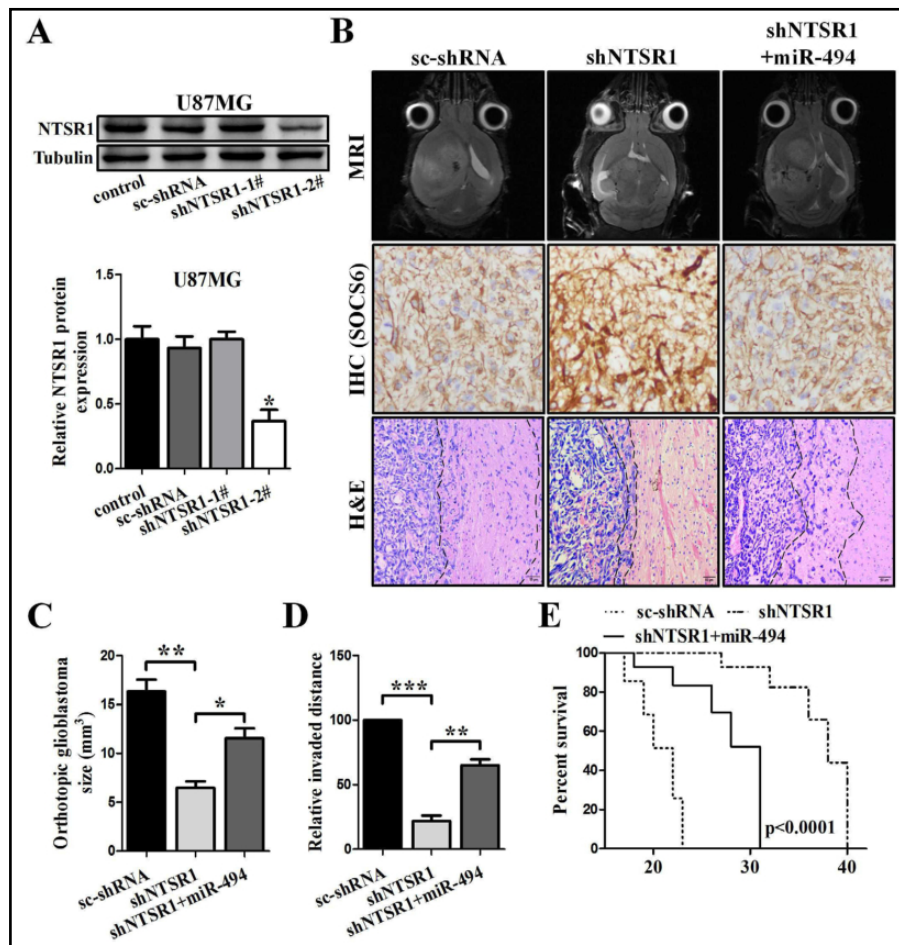 A
U87MG
NTSR1
Tubulin
control
sc-shRNA
shNTSR1-1#
shNTSR1-2#
U87MG
Relative NTSR1 protein
expression
1.5
1.0
0.5
0.0
*
control
sc-shRNA
shNTSR1-1#
shNTSR1-2#
B
sc-shRNA
shNTSR1
shNTSR1
+miR-494
MRI
IHC (SOCS6)
H&E
C
Orthotopic glioblastoma
size (mm3)
20
15
10
5
0
**
*
sc-shRNA
shNTSR1
shNTSR1+miR-494
D
Relative invaded distance
150
100
50
0
***
**
sc-shRNA
shNTSR1
shNTSR1+miR-494
E
sc-shRNA
shNTSR1
shNTSR1+miR-494
Percent survival
100
80
60
40
20
0
p<0.0001
20 30 40